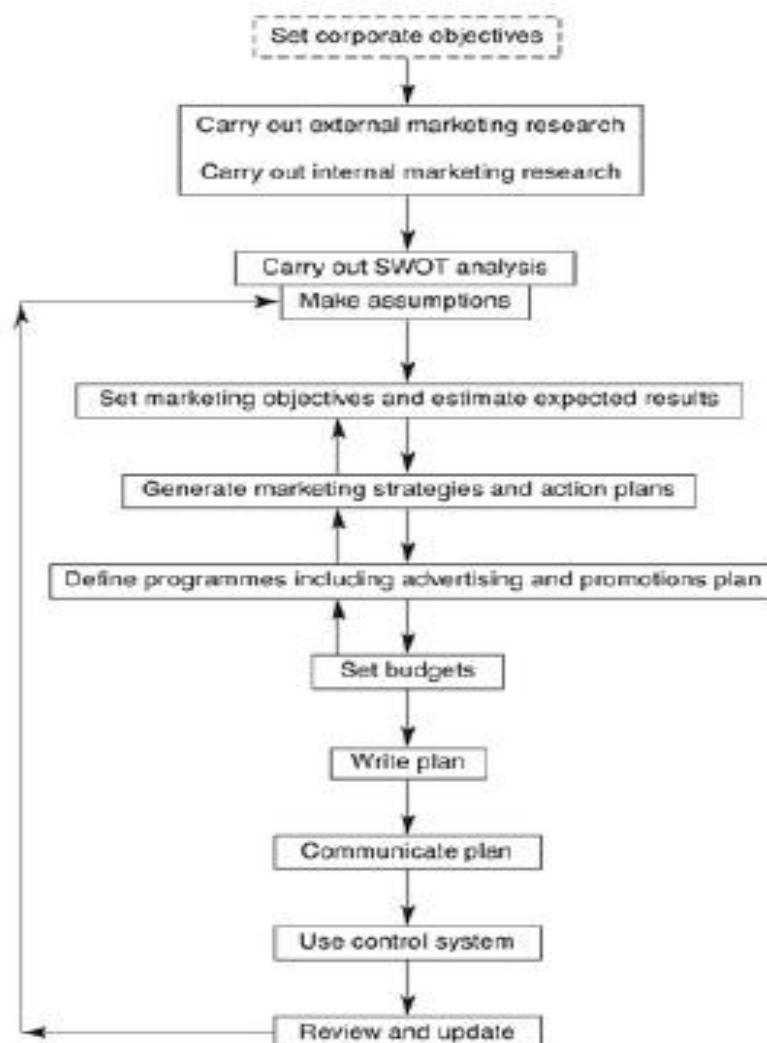 Set corporate objectives
Carry out external marketing research
Carry out internal marketing research
Carry out SWOT analysis
Make assumptions
Set marketing objectives and estimate expected results
Generate marketing strategies and action plans
Define programmes including advertising and promotions plan
Set budgets
Write plan
Communicate plan
Use control system
Review and update